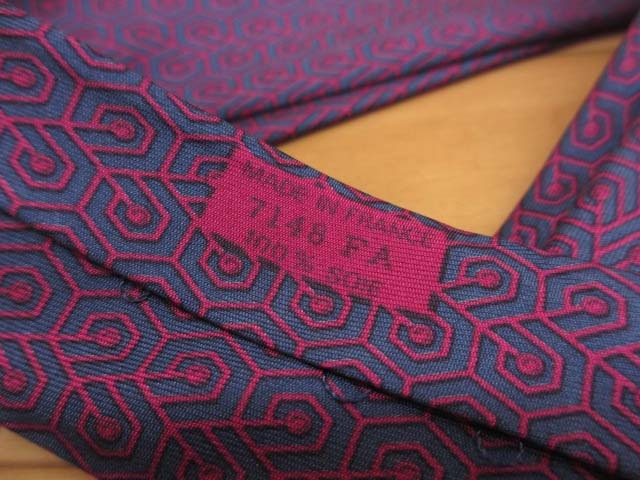 MADE IN FRANCE
7148 FA
100% SOIE